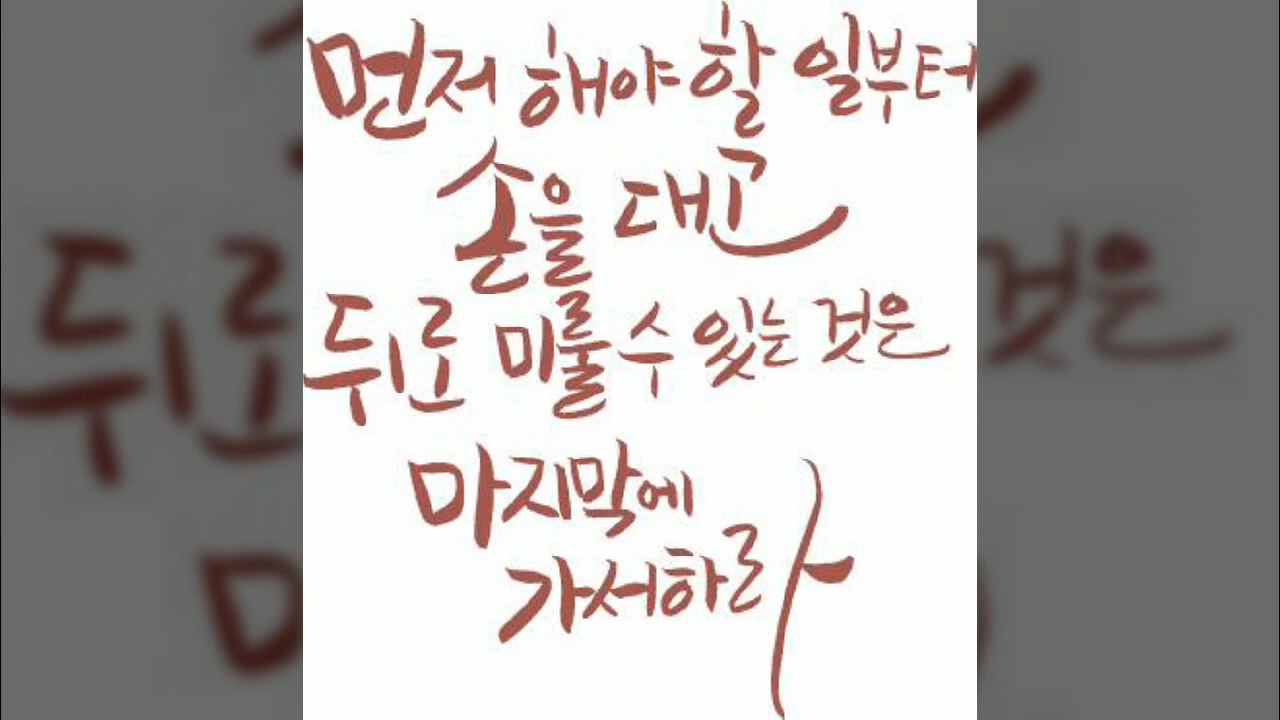 먼저 해야 할 일부터
손을 대고
뒤로 미룰 수 있는 것은
마지막에
가서하라